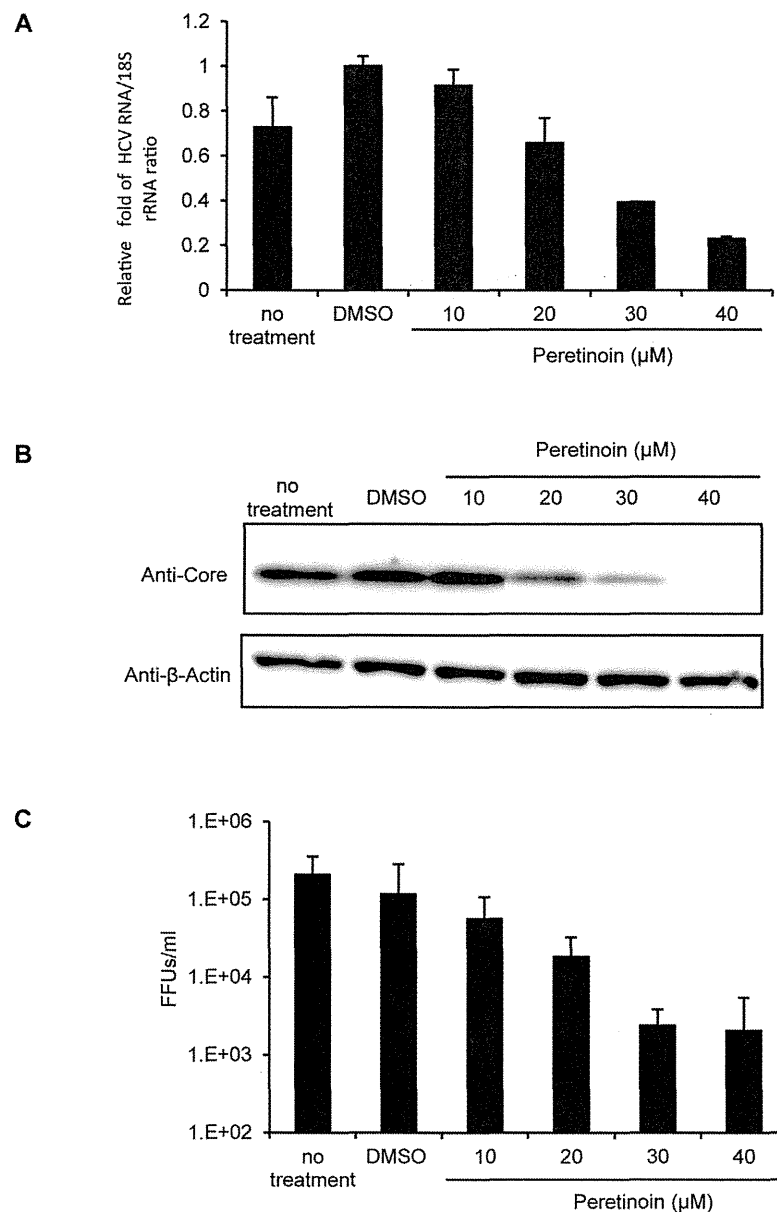 A
Relative fold of HCV RNA/18S
rRNA ratio
1.2
1
0.8
0.6
0.4
0.2
0
no
treatment
DMSO
10
20
30
40
Peretinoin (µM)
B
Peretinoin (µM)
no
treatment
DMSO
10
20
30
40
Anti-Core
Anti-β-Actin
C
FFUs/ml
1.E+06
1.E+05
1.E+04
1.E+03
1.E+02
no
treatment
DMSO
10
20
30
40
Peretinoin (µM)